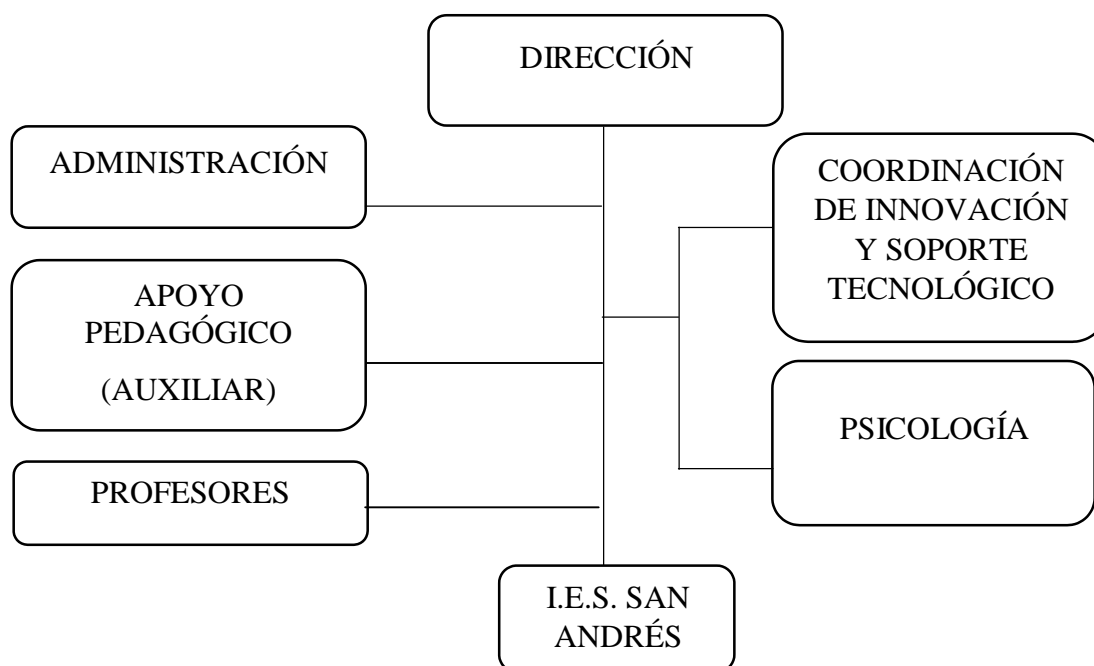 DIRECCIÓN
ADMINISTRACIÓN
COORDINACIÓN
DE INNOVACIÓN
Y SOPORTE
TECNOLÓGICO
APOYO
PEDAGÓGICO
(AUXILIAR)
PSICOLOGÍA
PROFESORES
I.E.S. SAN
ANDRÉS